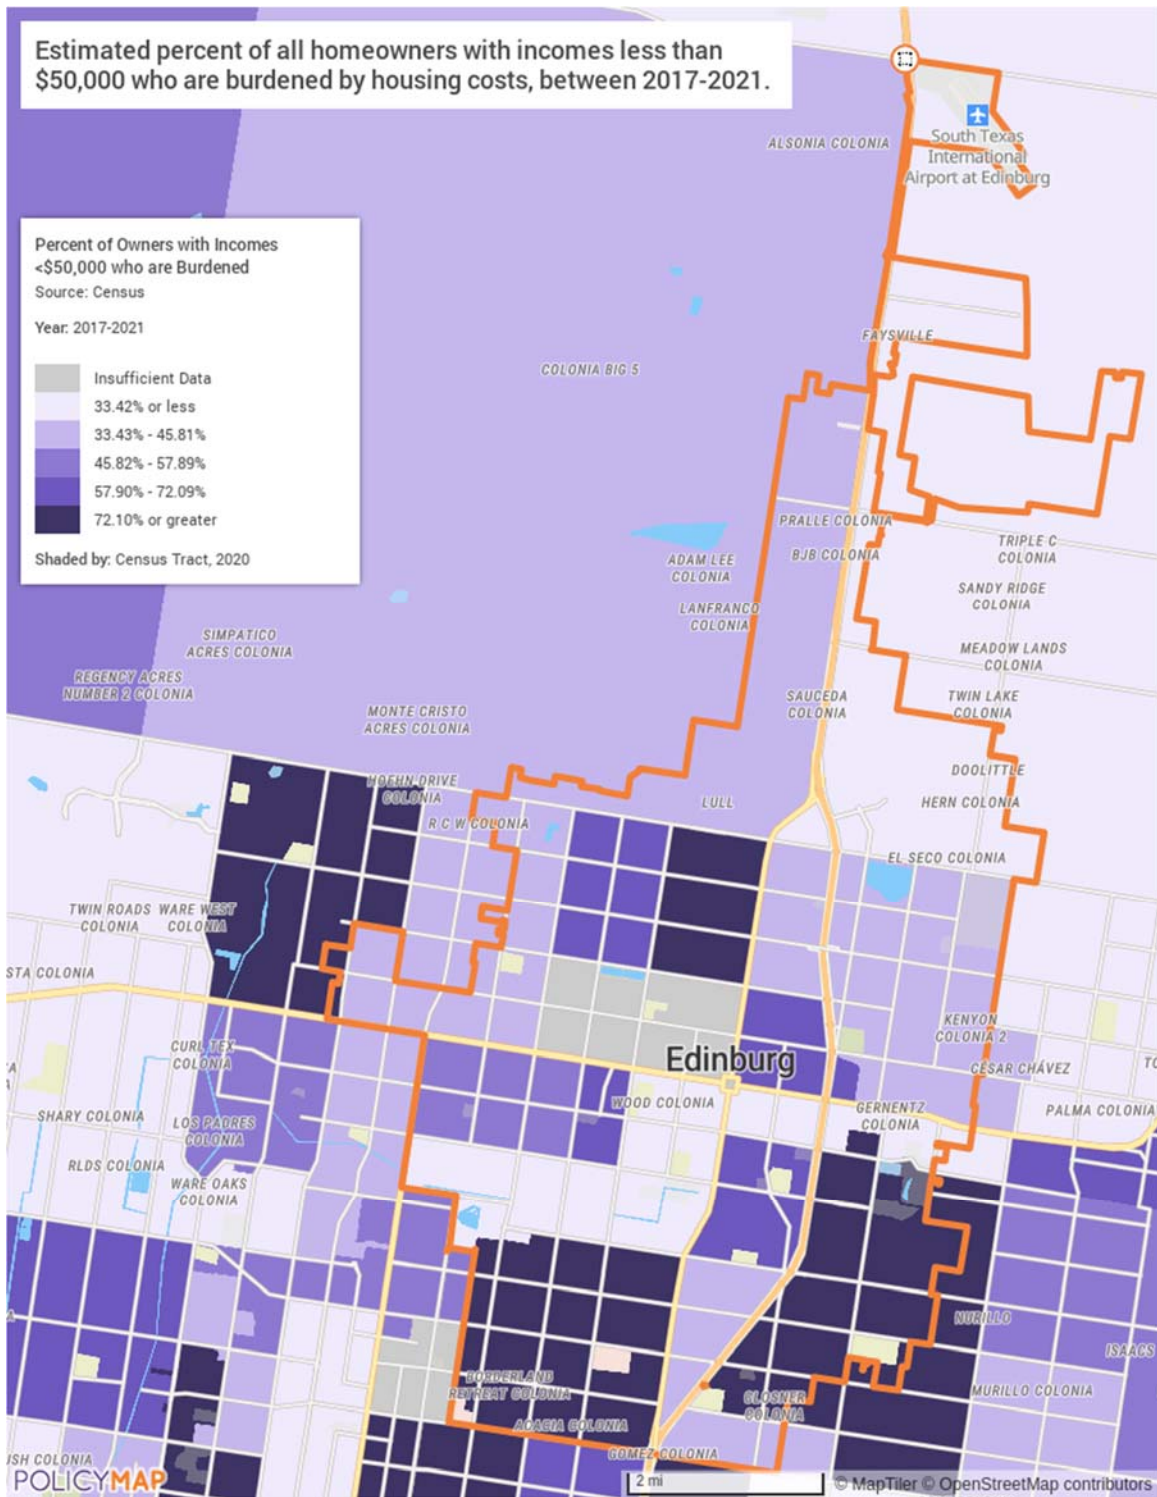 Estimated percent of all homeowners with incomes less than
$50,000 who are burdened by housing costs, between 2017-2021.
ALSONIA COLONIA
South Texas
International
Airport at Edinburg
Percent of Owners with Incomes
<$50,000 who are Burdened
Source: Census
Year: 2017-2021
Insufficient Data
33.42% or less
33.43% - 45.81%
45.82% - 57.89%
57.90% - 72.09%
72.10% or greater
Shaded by: Census Tract, 2020
FAYSVILLE
COLONIA BIG 5
PRALLE COLONIA
BJB COLONIA
TRIPLE C
COLONIA
ADAM LEE
COLONIA
SANDY RIDGE
COLONIA
LANFRANCO
COLONIA
SIMPATICO
ACRES COLONIA
MEADOW LANDS
COLONIA
REGENCY ACRES
NUMBER 2 COLONIA
SAUCEDA
COLONIA
TWIN LAKE
COLONIA
MONTE CRISTO
ACRES COLONIA
DOOLITTLE
HOEHN DRIVE
COLONIA
LULL
HERN COLONIA
R C W COLONIA
EL SECO COLONIA
TWIN ROADS
COLONIA
WARE WEST
COLONIA
STA COLONIA
KENYON
COLONIA 2
CURL TEX
COLONIA
Edinburg
CÉSAR CHÁVEZ
TO
A
A
WOOD COLONIA
GERNENTZ
COLONIA
PALMA COLONIA
SHARY COLONIA
LOS PADRES
COLONIA
RLDS COLONIA
WARE OAKS
COLONIA
A
NURILLO
ISAACS
BORDERLAND
RETREAT COLONIA
CLOSNER
COLONIA
MURILLO COLONIA
ACACIA COLONIA
GOMEZ COLONIA
USH COLONIA
POLICYMAP
2 mi
© MapTiler © OpenStreetMap contributors